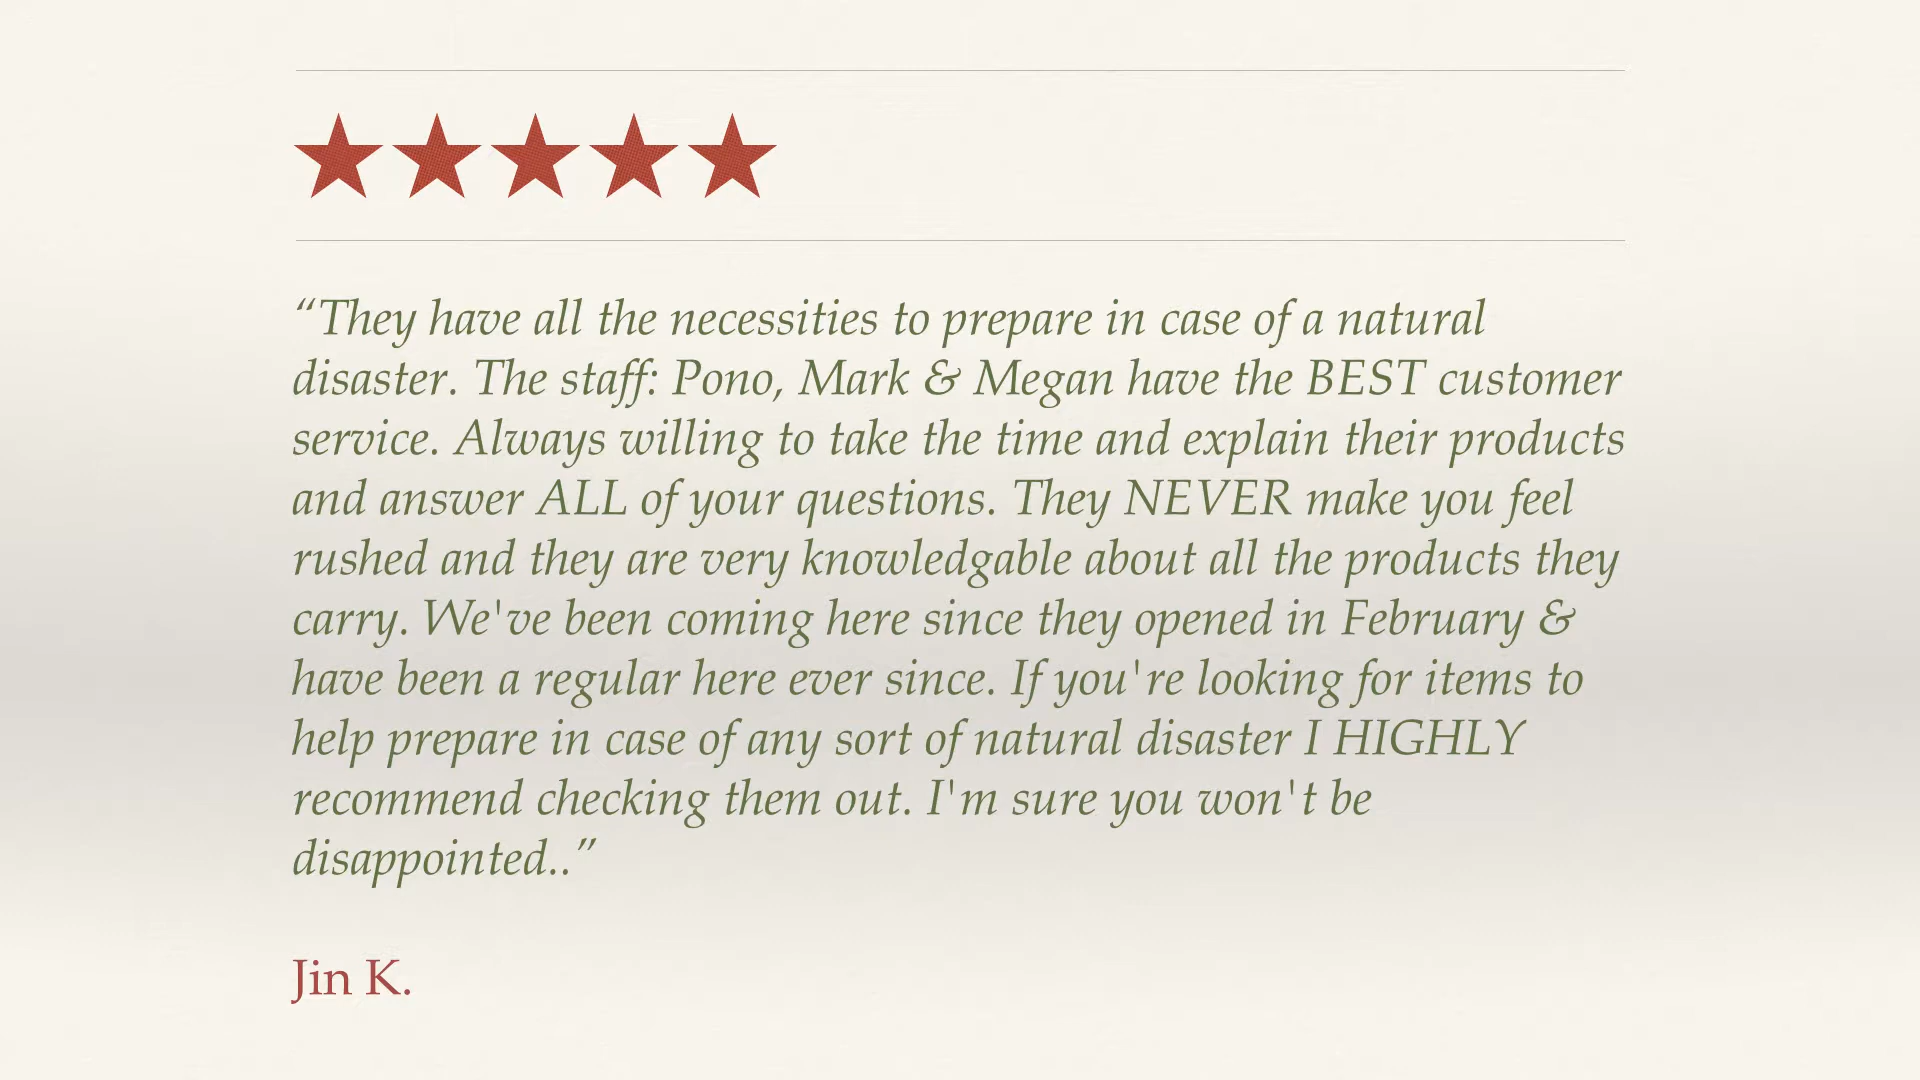 “They have all the necessities to prepare in case of a natural
disaster. The staff: Pono, Mark & Megan have the BEST customer
service. Always willing to take the time and explain their products
and answer ALL of your questions. They NEVER make you feel
rushed and they are very knowledgable about all the products they
carry. We've been coming here since they opened in February &
have been a regular here ever since. If you're looking for items to
help prepare in case of any sort of natural disaster I HIGHLY
recommend checking them out. I'm sure you won't be
disappointed..”
Jin K.